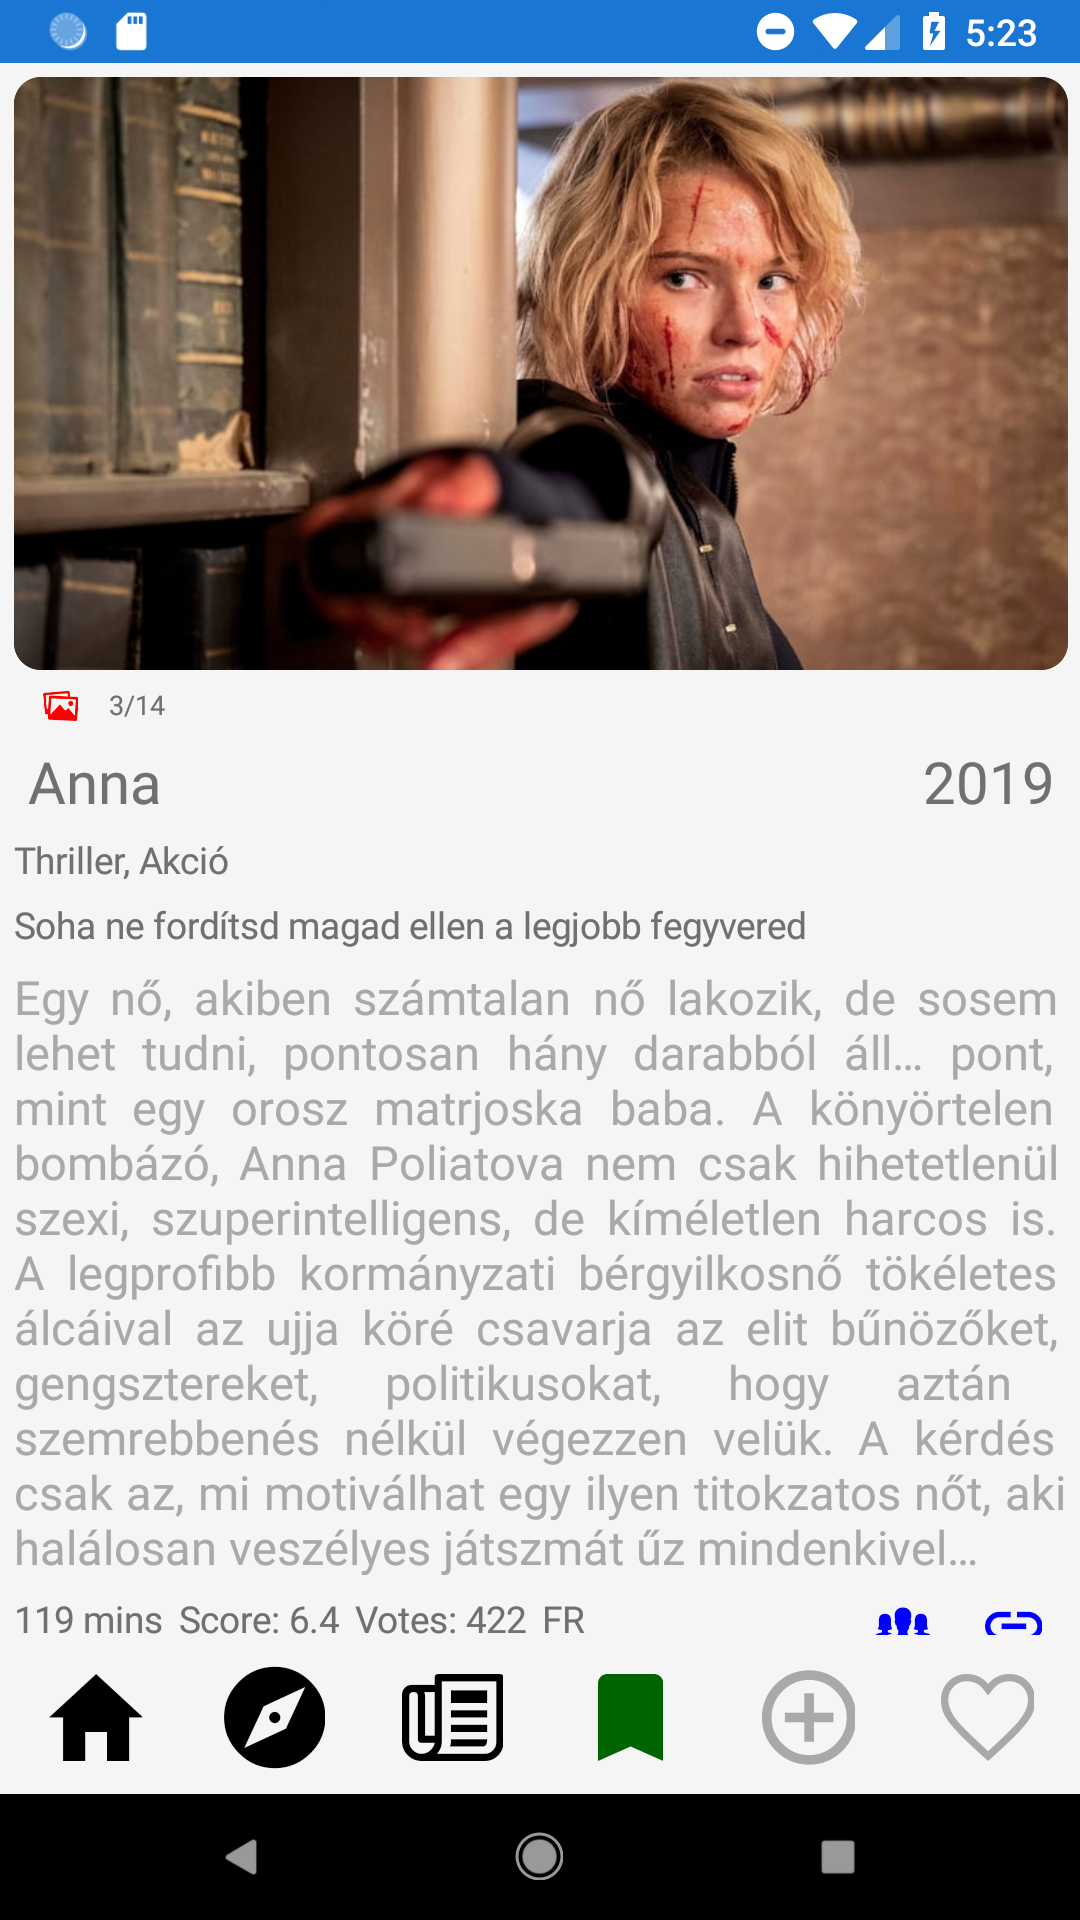 5:23
3/14
Anna 2019
Thriller, Akció
Soha ne fordítsd magad ellen a legjobb fegyvered
Egy nő, akiben számtalan nő lakozik, de sosem
lehet tudni, pontosan hány darabból áll… pont,
mint egy orosz matrjoska baba. A könyörtelen
bombázó, Anna Poliatova nem csak hihetetlenül
szexi, szuperintelligens, de kíméletlen harcos is.
A legprofibb kormányzati bérgyilkosnő tökéletes
álcáival az ujja köré csavarja az elit bűnözőket,
gengsztereket, politikusokat, hogy aztán
szemrebbenés nélkül végezzen velük. A kérdés
csak az, mi motiválhat egy ilyen titokzatos nőt, aki
halálosan veszélyes játszmát űz mindenkivel…
119 mins Score: 6.4 Votes: 422 FR